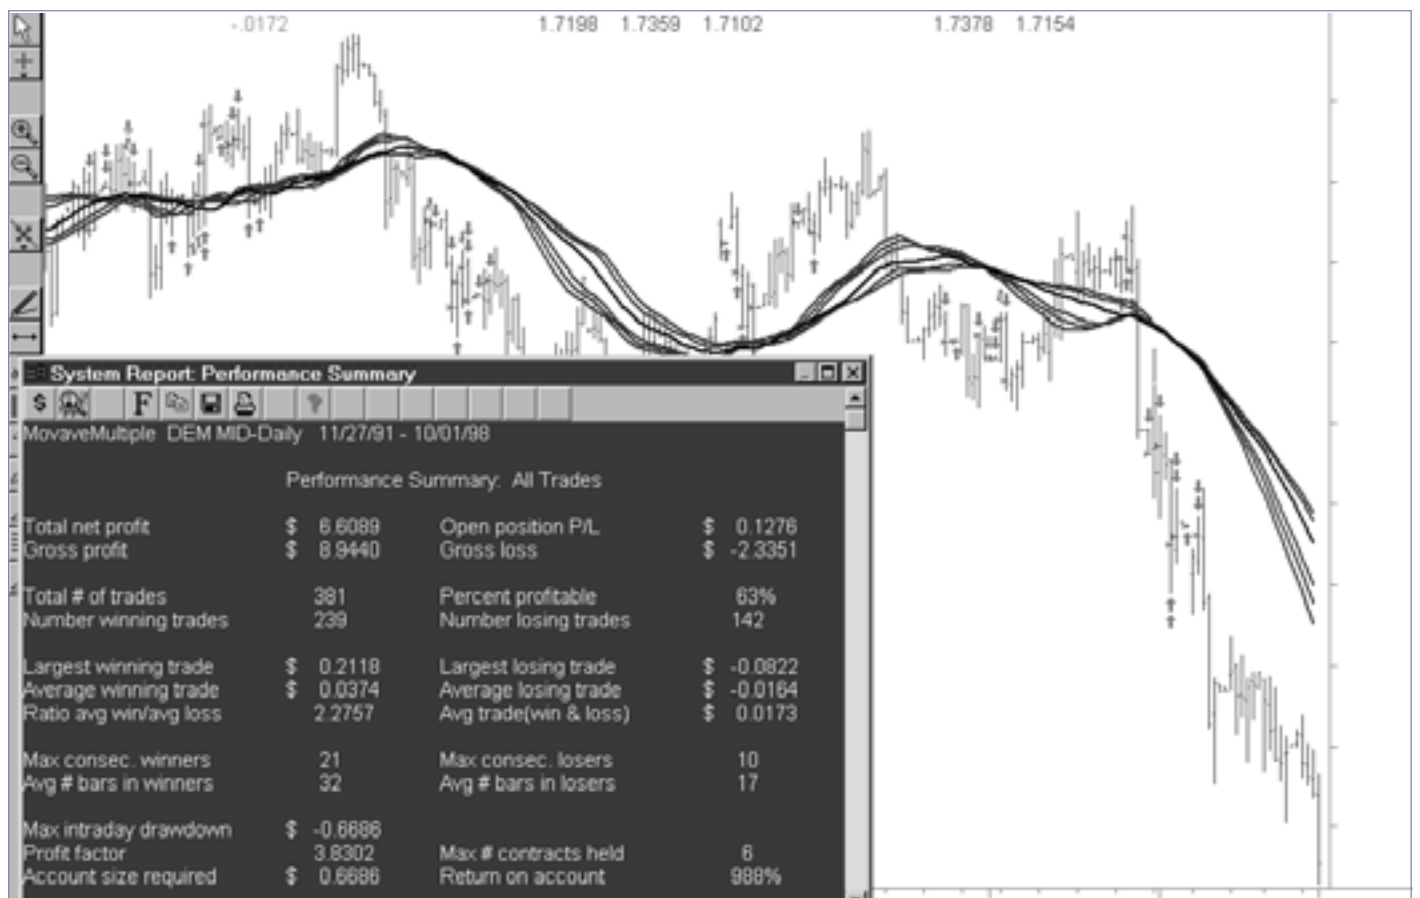 -.0172 1.7198 1.7359 1.7102 1.7378 1.7154
System Report: Performance Summary
$ F
MovaveMultiple DEM MID-Daily 11/27/91 - 10/01/98
Performance Summary: All Trades
Total net profit $ 6.6089 Open position P/L $ 0.1276
Gross profit $ 8.9440 Gross loss $ -2.3351
Total # of trades 381 Percent profitable 63%
Number winning trades 239 Number losing trades 142
Largest winning trade $ 0.2118 Largest losing trade $ -0.0822
Average winning trade $ 0.0374 Average losing trade $ -0.0164
Ratio avg win/avg loss 2.2757 Avg trade(win & loss) $ 0.0173
Max consec. winners 21 Max consec. losers 10
Avg # bars in winners 32 Avg # bars in losers 17
Max intraday drawdown $ -0.6686
Profit factor 3.8302 Max # contracts held 6
Account size required $ 0.6686 Return on account 988%